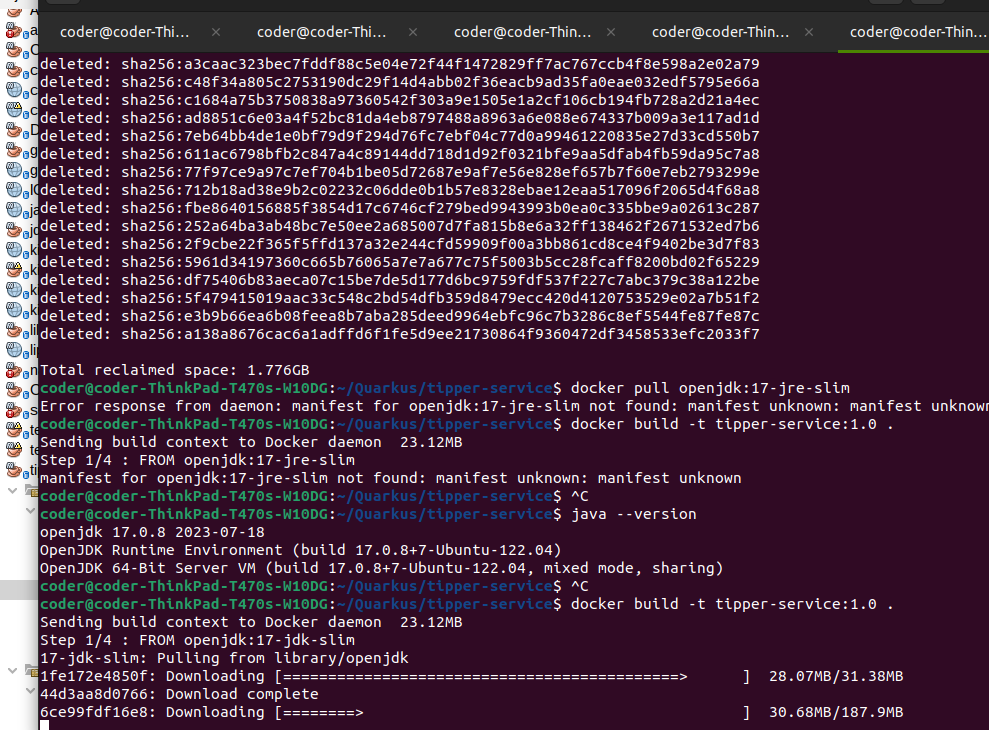 coder@coder-Thi... × coder@coder-Thi... × coder@coder-Thin... × coder@coder-Thin... × coder@coder-Thin...
deleted: sha256:a3caac323bec7fddf88c5e04e72f44f1472829ff7ac767ccb4f8e598a2e02a79
deleted: sha256:c48f34a805c2753190dc29f14d4abb02f36eacb9ad35fa0eae032edf5795e66a
deleted: sha256:c1684a75b3750838a97360542f303a9e1505e1a2cf106cb194fb728a2d21a4ec
deleted: sha256:ad8851c6e03a4f52bc81da4eb8797488a8963a6e088e674337b009a3e117ad1d
deleted: sha256:7eb64bb4de1e0bf79d9f294d76fc7ebf04c77d0a99461220835e27d33cd550b7
deleted: sha256:611ac6798bfb2c847a4c89144dd718d1d92f0321bfe9aa5dfab4fb59da95c7a8
deleted: sha256:77f97ce9a97c7ef704b1be05d72687e9af7e56e828ef657b7f60e7eb2793299e
deleted: sha256:712b18ad38e9b2c02232c06dde0b1b57e8328ebae12eaa517096f2065d4f68a8
deleted: sha256:fbe8640156885f3854d17c6746cf279bed9943993b0ea0c335bbe9a02613c287
deleted: sha256:252a64ba3ab48bc7e50ee2a685007d7fa815b8e6a32ff138462f2671532ed7b6
deleted: sha256:2f9cbe22f365f5ffd137a32e244cfd59909f00a3bb861cd8ce4f9402be3d7f83
deleted: sha256:5961d34197360c665b76065a7e7a677c75f5003b5cc28fcaff8200bd02f65229
deleted: sha256:df75406b83aeca07c15be7de5d177d6bc9759fdf537f227c7abc379c38a122be
deleted: sha256:5f479415019aac33c548c2bd54dfb359d8479ecc420d4120753529e02a7b51f2
deleted: sha256:e3b9b66ea6b08feea8b7aba285deed9964ebfc96c7b3286c8ef5544fe87fe87c
deleted: sha256:a138a8676cac6a1adffd6f1fe5d9ee21730864f9360472df3458533efc2033f7
Total reclaimed space: 1.776GB
coder@coder-ThinkPad-T470s-W10DG:~/Quarkus/tipper-service$ docker pull openjdk:17-jre-slim
Error response from daemon: manifest for openjdk:17-jre-slim not found: manifest unknown: manifest unknown
coder@coder-ThinkPad-T470s-W10DG:~/Quarkus/tipper-service$ docker build -t tipper-service:1.0 .
Sending build context to Docker daemon  23.12MB
Step 1/4 : FROM openjdk:17-jre-slim
manifest for openjdk:17-jre-slim not found: manifest unknown: manifest unknown
coder@coder-ThinkPad-T470s-W10DG:~/Quarkus/tipper-service$ ^C
coder@coder-ThinkPad-T470s-W10DG:~/Quarkus/tipper-service$ java --version
openjdk 17.0.8 2023-07-18
OpenJDK Runtime Environment (build 17.0.8+7-Ubuntu-122.04)
OpenJDK 64-Bit Server VM (build 17.0.8+7-Ubuntu-122.04, mixed mode, sharing)
coder@coder-ThinkPad-T470s-W10DG:~/Quarkus/tipper-service$ ^C
coder@coder-ThinkPad-T470s-W10DG:~/Quarkus/tipper-service$ docker build -t tipper-service:1.0 .
Sending build context to Docker daemon  23.12MB
Step 1/4 : FROM openjdk:17-jdk-slim
17-jdk-slim: Pulling from library/openjdk
1fe172e4850f: Downloading [============================================>      ]  28.07MB/31.38MB
44d3aa8d0766: Download complete
6ce99fdf16e8: Downloading [========>                                          ]  30.68MB/187.9MB